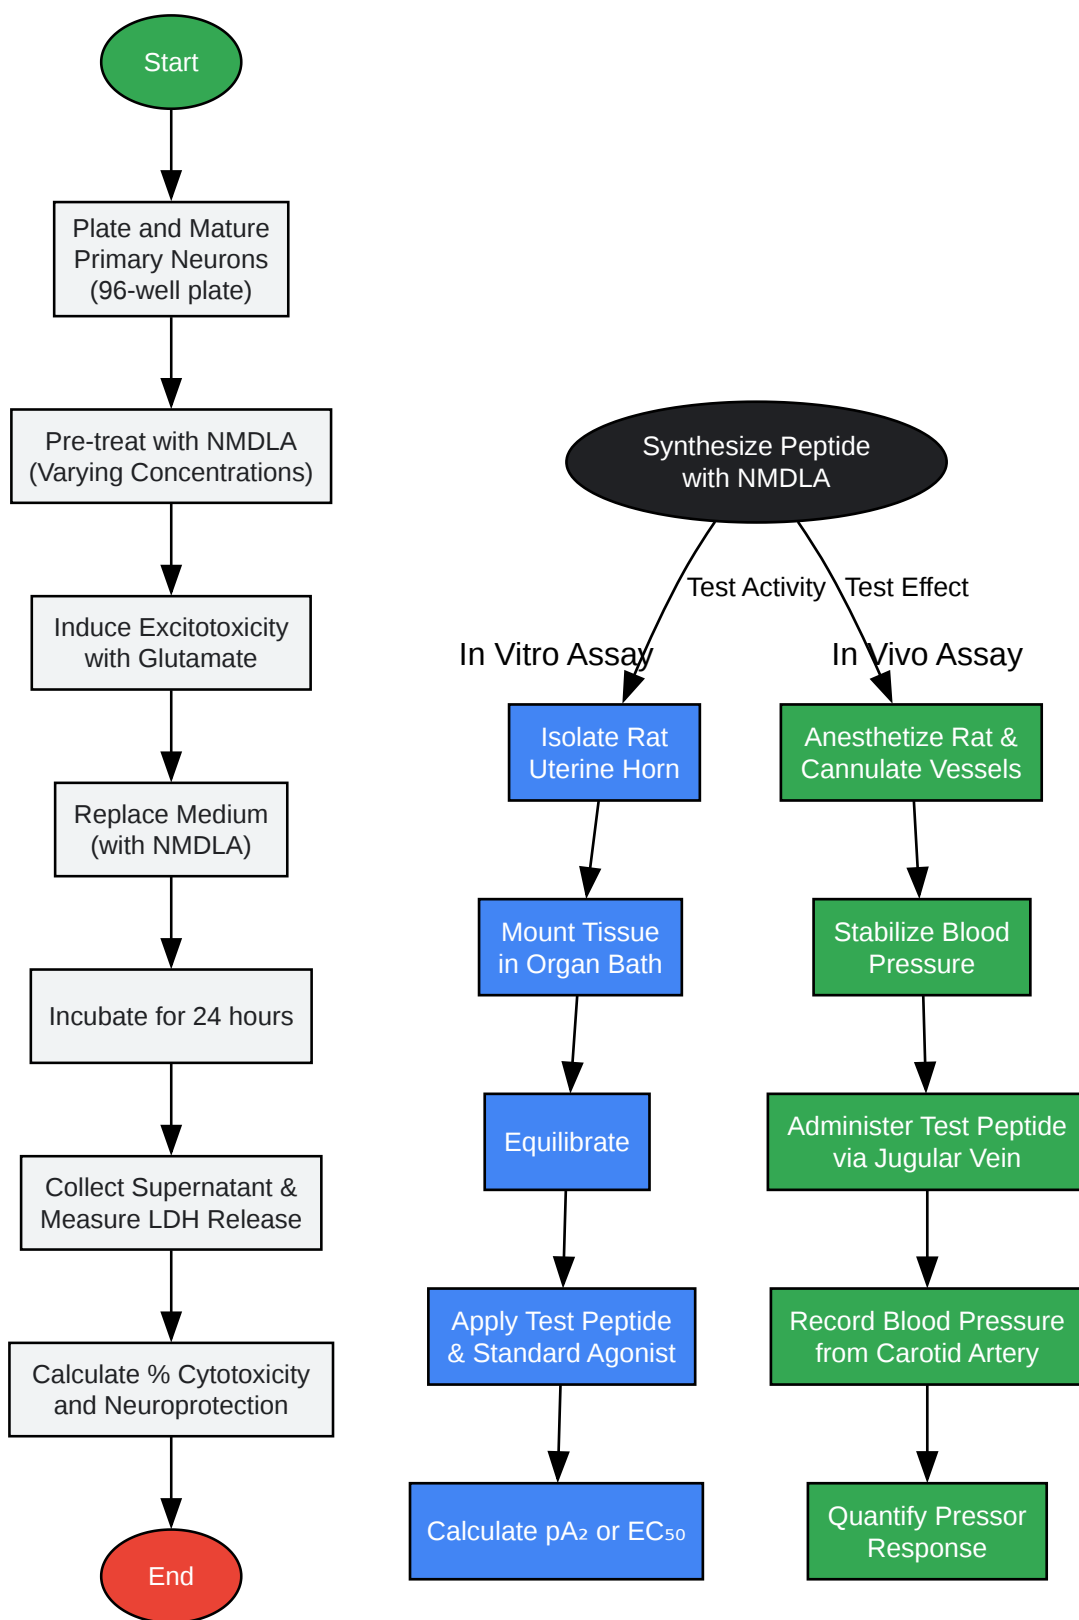 Start
Plate and Mature
Primary Neurons
(96-well plate)
Pre-treat with NMDLA
(Varying Concentrations)
Induce Excitotoxicity
with Glutamate
Replace Medium
(with NMDLA)
Incubate for 24 hours
Collect Supernatant &
Measure LDH Release
Calculate % Cytotoxicity
and Neuroprotection
End
Synthesize Peptide
with NMDLA
Test Activity
Test Effect
In Vitro Assay
Isolate Rat
Uterine Horn
Mount Tissue
in Organ Bath
Equilibrate
Apply Test Peptide
& Standard Agonist
Calculate pA₂ or EC₅₀
In Vivo Assay
Anesthetize Rat &
Cannulate Vessels
Stabilize Blood
Pressure
Administer Test Peptide
via Jugular Vein
Record Blood Pressure
from Carotid Artery
Quantify Pressor
Response